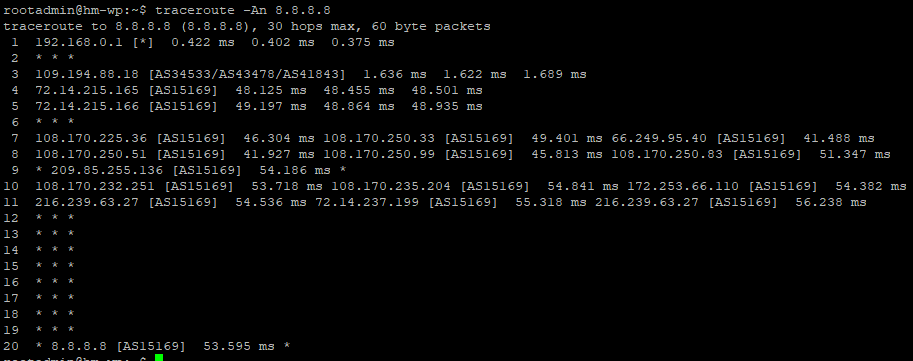 rootadmin@hm-wp:~$ traceroute -An 8.8.8.8
traceroute to 8.8.8.8 (8.8.8.8), 30 hops max, 60 byte packets
1 192.168.0.1 [*] 0.422 ms 0.402 ms 0.375 ms
2 * * *
3 109.194.88.18 [AS34533/AS43478/AS41843] 1.636 ms 1.622 ms 1.689 ms
4 72.14.215.165 [AS15169] 48.125 ms 48.455 ms 48.501 ms
5 72.14.215.166 [AS15169] 49.197 ms 48.864 ms 48.935 ms
6 * * *
7 108.170.225.36 [AS15169] 46.304 ms 108.170.250.33 [AS15169] 49.401 ms 66.249.95.40 [AS15169] 41.488 ms
8 108.170.250.51 [AS15169] 41.927 ms 108.170.250.99 [AS15169] 45.813 ms 108.170.250.83 [AS15169] 51.347 ms
9 * 209.85.255.136 [AS15169] 54.186 ms *
10 108.170.232.251 [AS15169] 53.718 ms 108.170.235.204 [AS15169] 54.841 ms 172.253.66.110 [AS15169] 54.382 ms
11 216.239.63.27 [AS15169] 54.536 ms 72.14.237.199 [AS15169] 55.318 ms 216.239.63.27 [AS15169] 56.238 ms
12 * * *
13 * * *
14 * * *
15 * * *
16 * * *
17 * * *
18 * * *
19 * * *
20 * 8.8.8.8 [AS15169] 53.595 ms *
rootadmin@hm-wp:~$